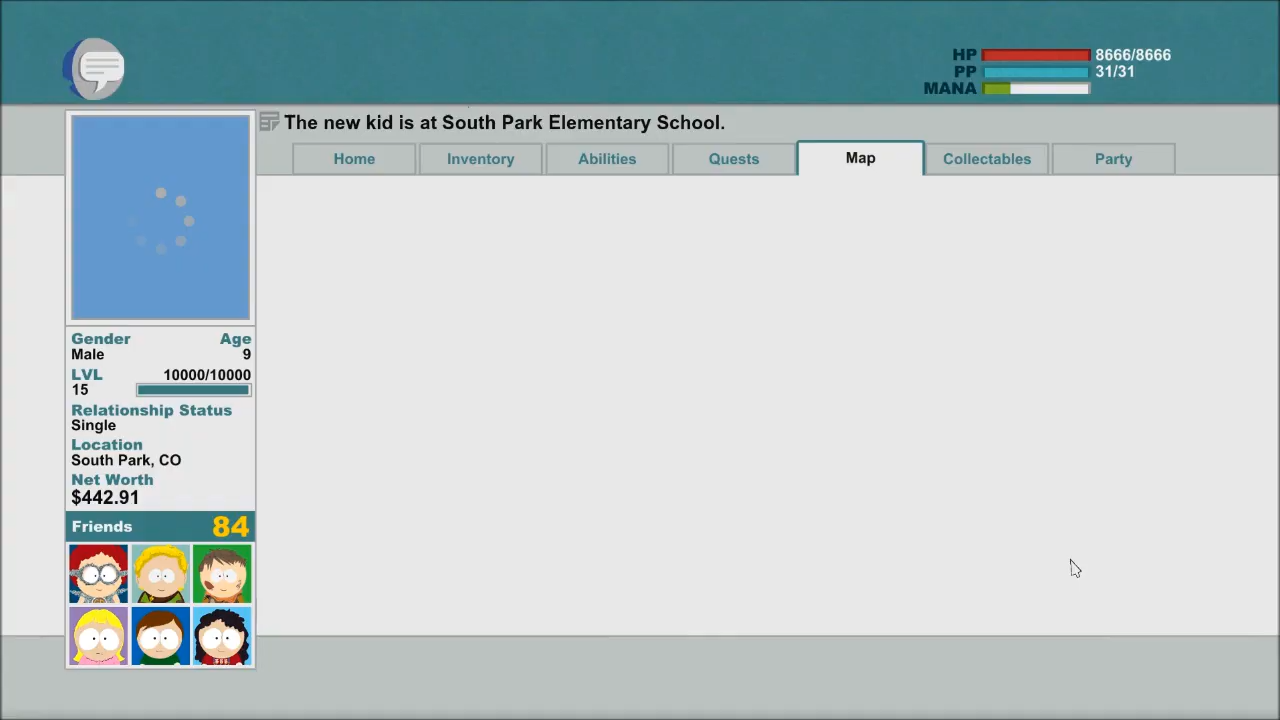 HP 8666/8666
PP 31/31
MANA
The new kid is at South Park Elementary School.
Home Inventory Abilities Quests Map Collectables Party
Gender Age
Male 9
LVL 10000/10000
15
Relationship Status
Single
Location
South Park, CO
Net Worth
$442.91
Friends 84